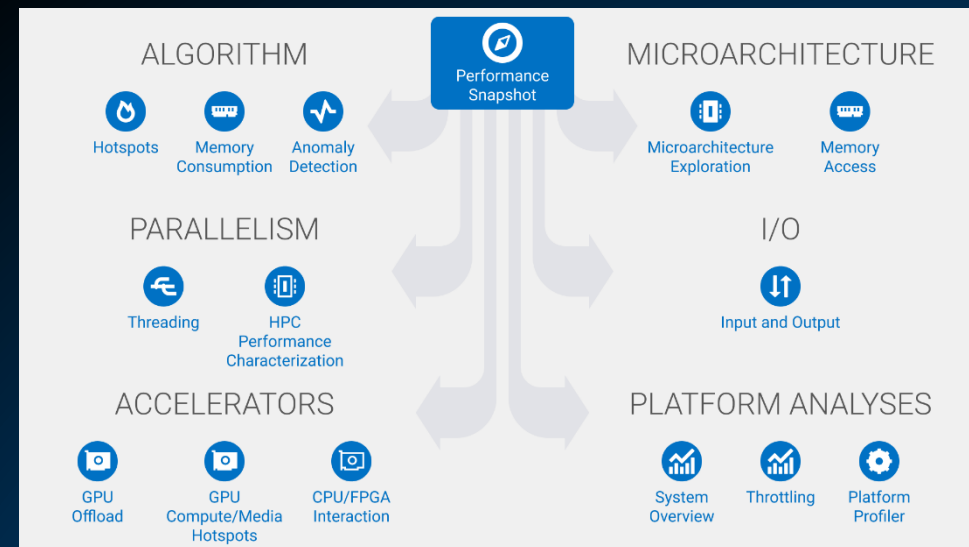 Performance
Snapshot
ALGORITHM
Hotspots
Memory
Consumption
Anomaly
Detection
MICROARCHITECTURE
Microarchitecture
Exploration
Memory
Access
PARALLELISM
Threading
HPC
Performance
Characterization
I/O
Input and Output
ACCELERATORS
GPU
Offload
GPU
Compute/Media
Hotspots
CPU/FPGA
Interaction
PLATFORM ANALYSES
System
Overview
Throttling
Platform
Profiler